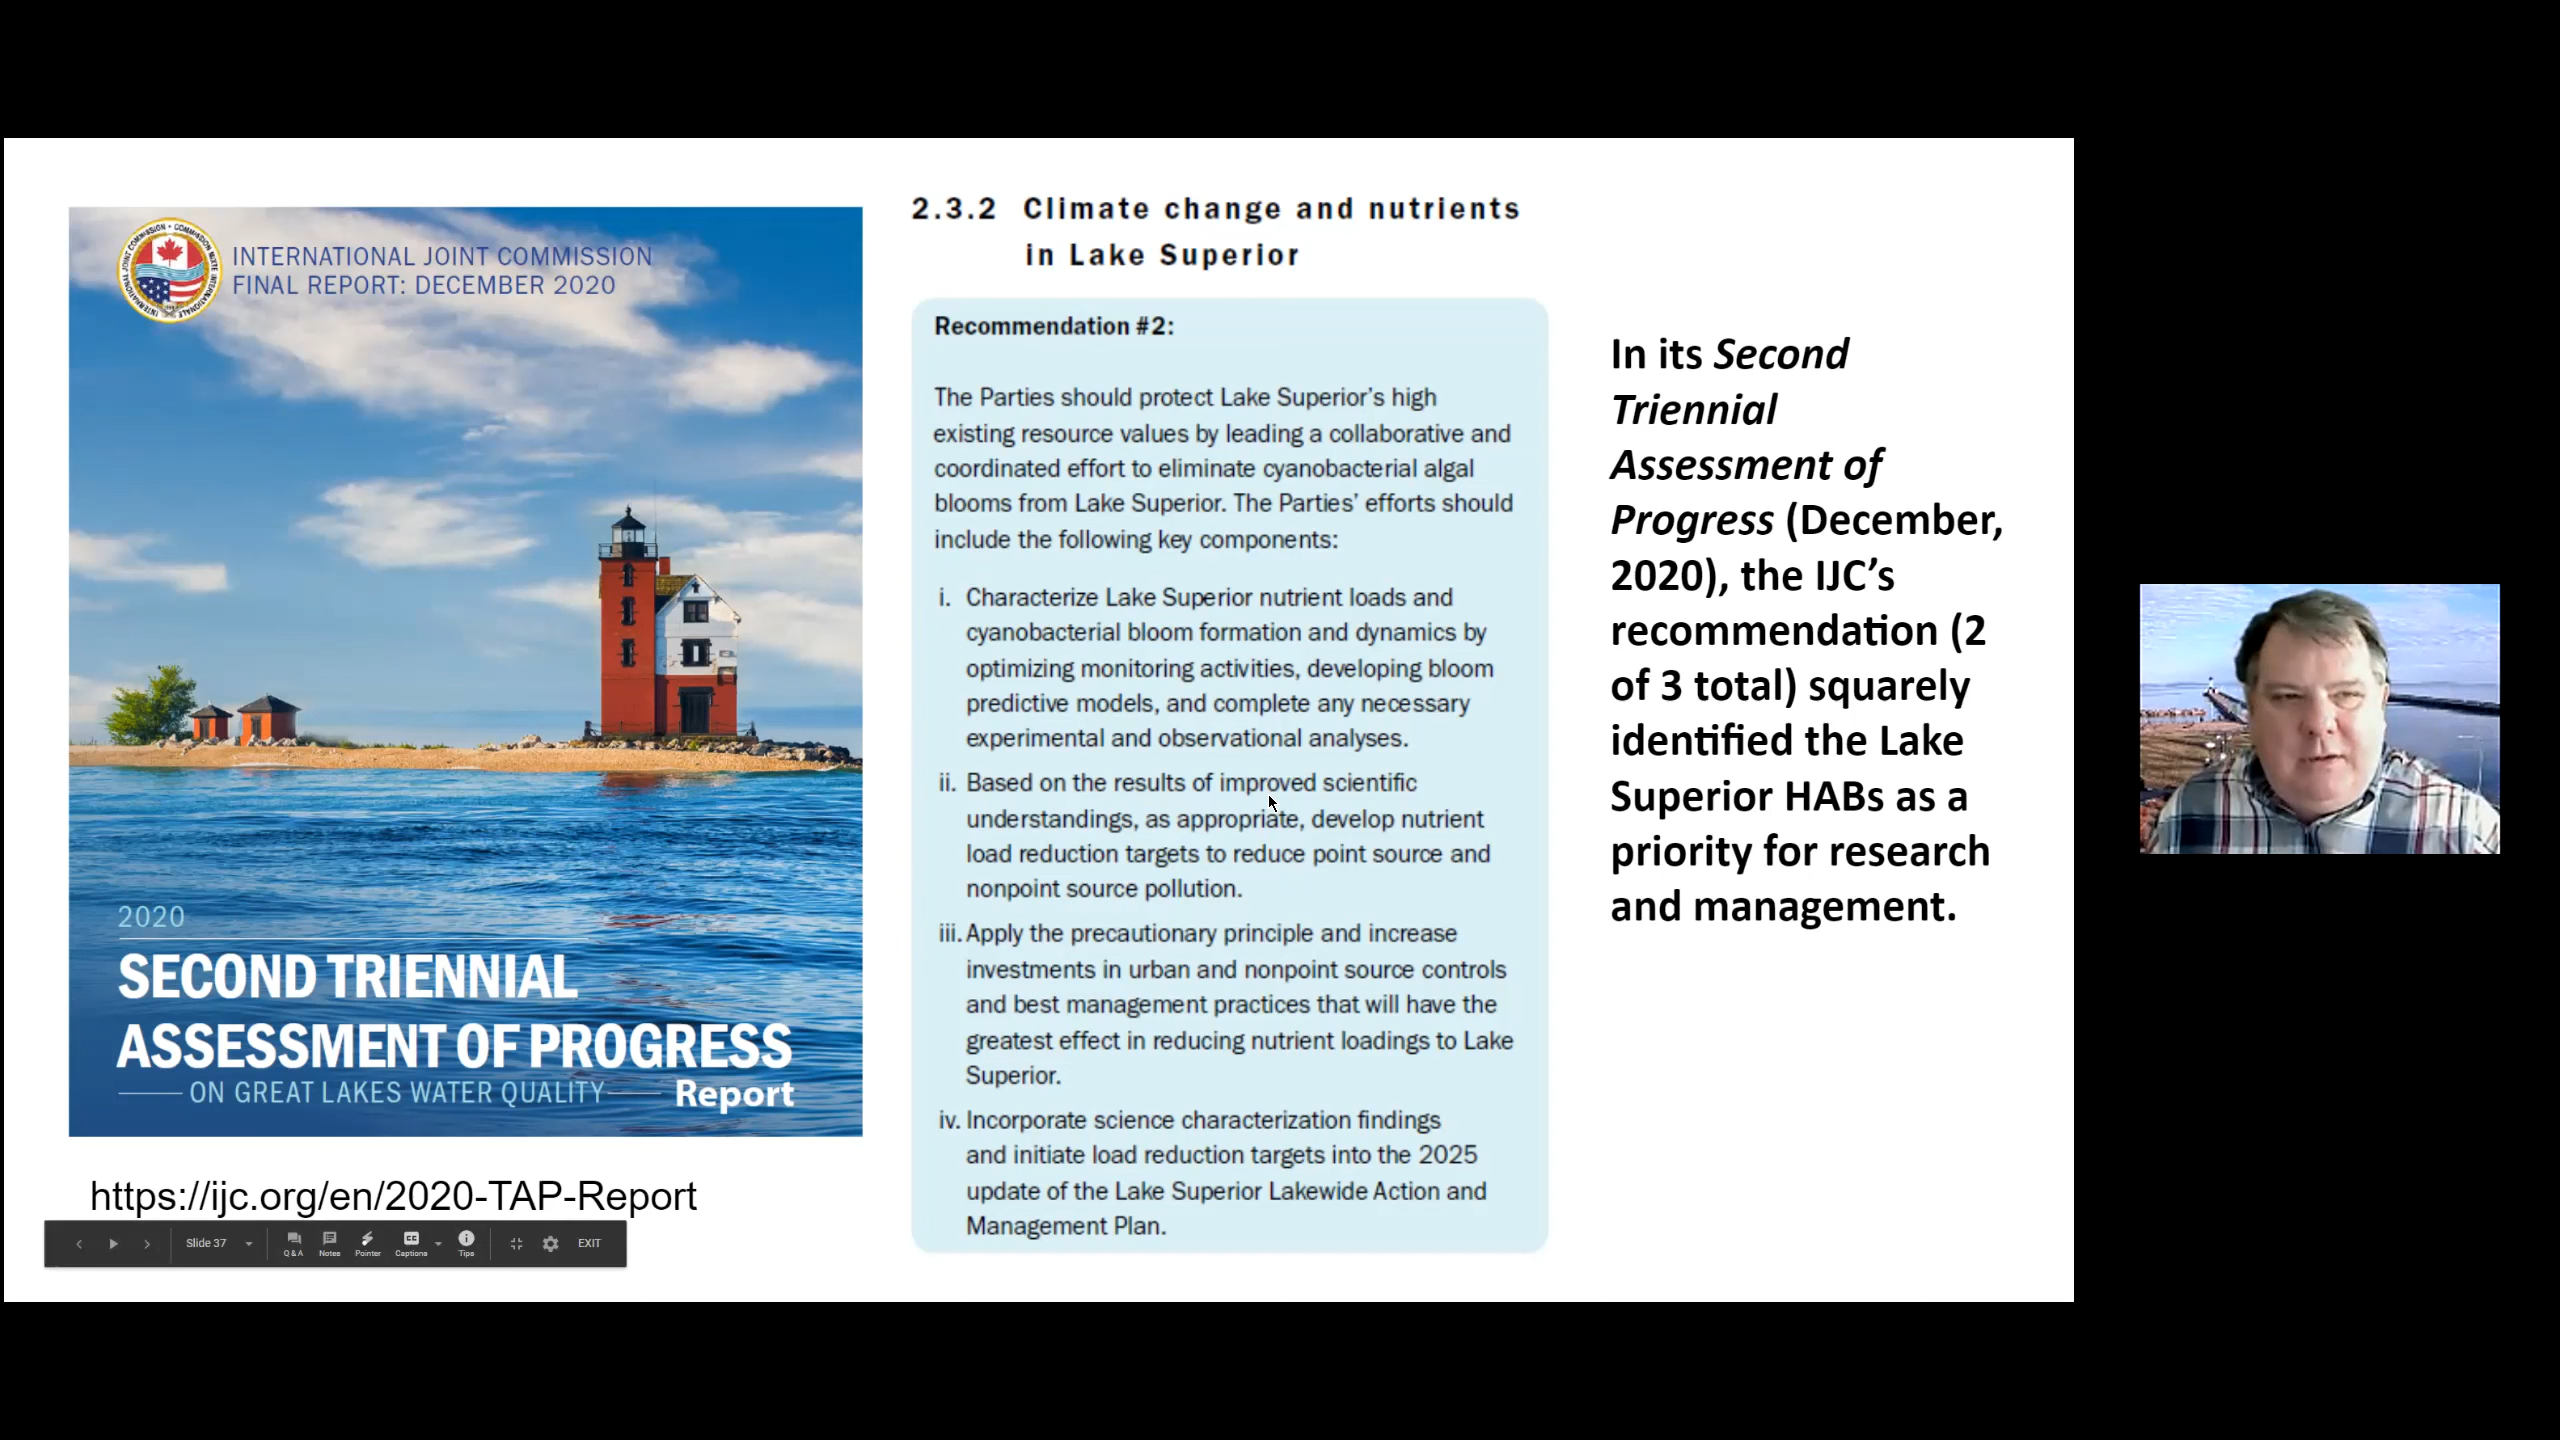 INTERNATIONAL JOINT COMMISSION
FINAL REPORT: DECEMBER 2020
2020
SECOND TRIENNIAL
ASSESSMENT OF PROGRESS
ON GREAT LAKES WATER QUALITY
Report
https://ijc.org/en/2020-TAP-Report
Slide 37
Q & A
Notes
Pointer
Captions
Tips
EXIT
2.3.2 Climate change and nutrients
in Lake Superior
Recommendation #2:
The Parties should protect Lake Superior’s high
existing resource values by leading a collaborative and
coordinated effort to eliminate cyanobacterial algal
blooms from Lake Superior. The Parties’ efforts should
include the following key components:
i. Characterize Lake Superior nutrient loads and
cyanobacterial bloom formation and dynamics by
optimizing monitoring activities, developing bloom
predictive models, and complete any necessary
experimental and observational analyses.
ii. Based on the results of improved scientific
understandings, as appropriate, develop nutrient
load reduction targets to reduce point source and
nonpoint source pollution.
iii. Apply the precautionary principle and increase
investments in urban and nonpoint source controls
and best management practices that will have the
greatest effect in reducing nutrient loadings to Lake
Superior.
iv. Incorporate science characterization findings
and initiate load reduction targets into the 2025
update of the Lake Superior Lakewide Action and
Management Plan.
In its Second
Triennial
Assessment of
Progress (December,
2020), the IJC’s
recommendation (2
of 3 total) squarely
identified the Lake
Superior HABs as a
priority for research
and management.